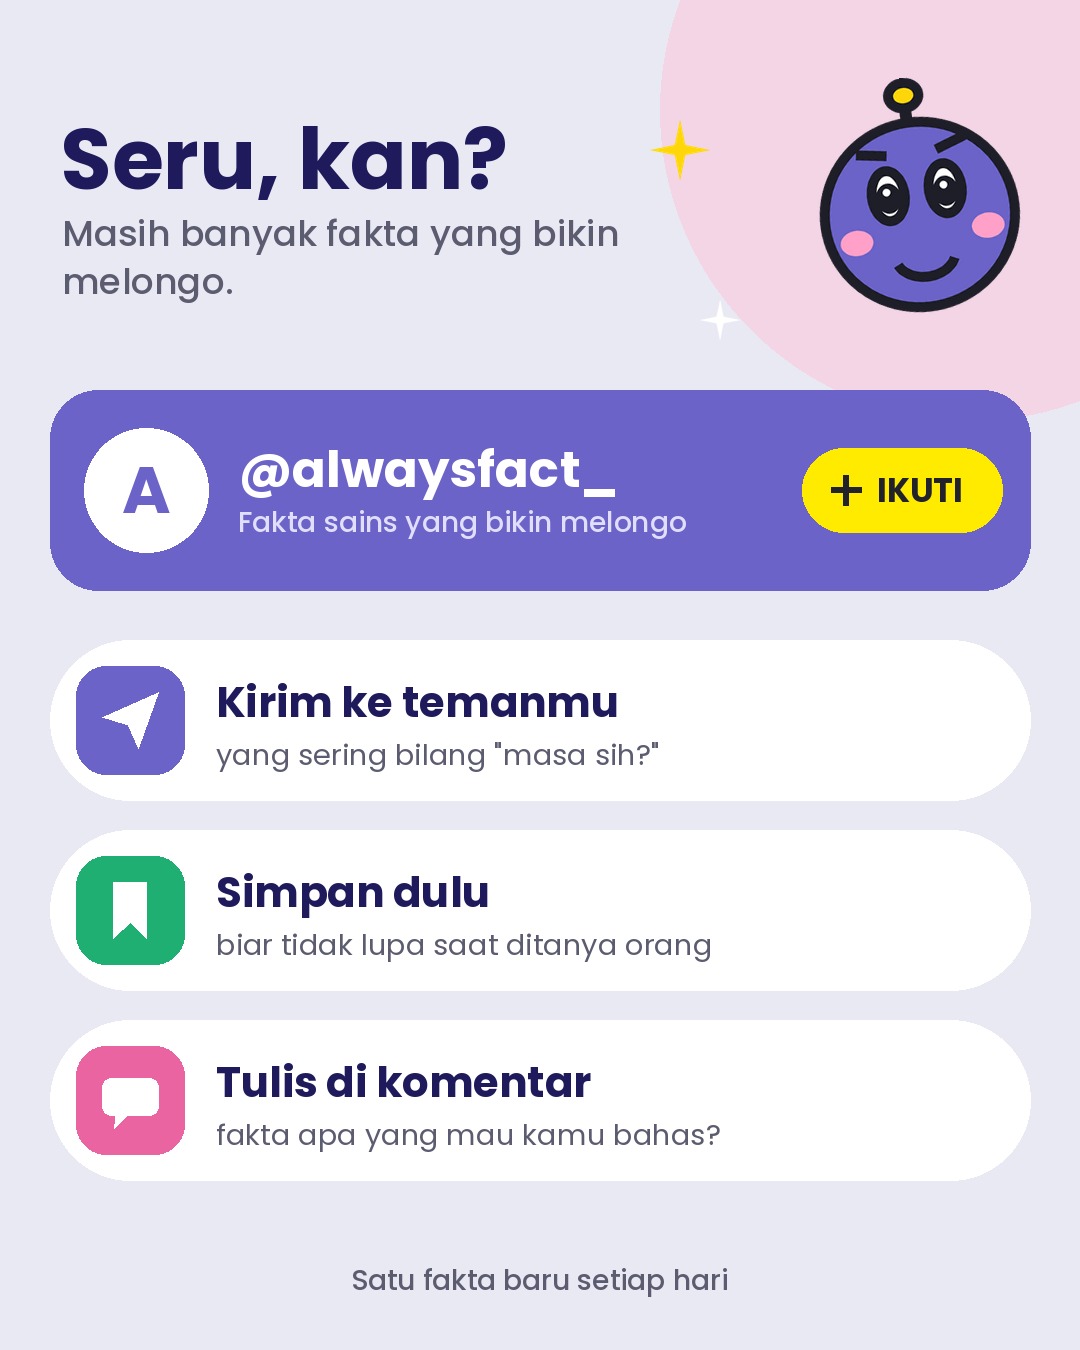 Seru, kan?
Masih banyak fakta yang bikin
melongo.
A
@alwaysfact_
Fakta sains yang bikin melongo
+ IKUTI
Kirim ke temanmu
yang sering bilang "masa sih?"
Simpan dulu
biar tidak lupa saat ditanya orang
Tulis di komentar
fakta apa yang mau kamu bahas?
Satu fakta baru setiap hari